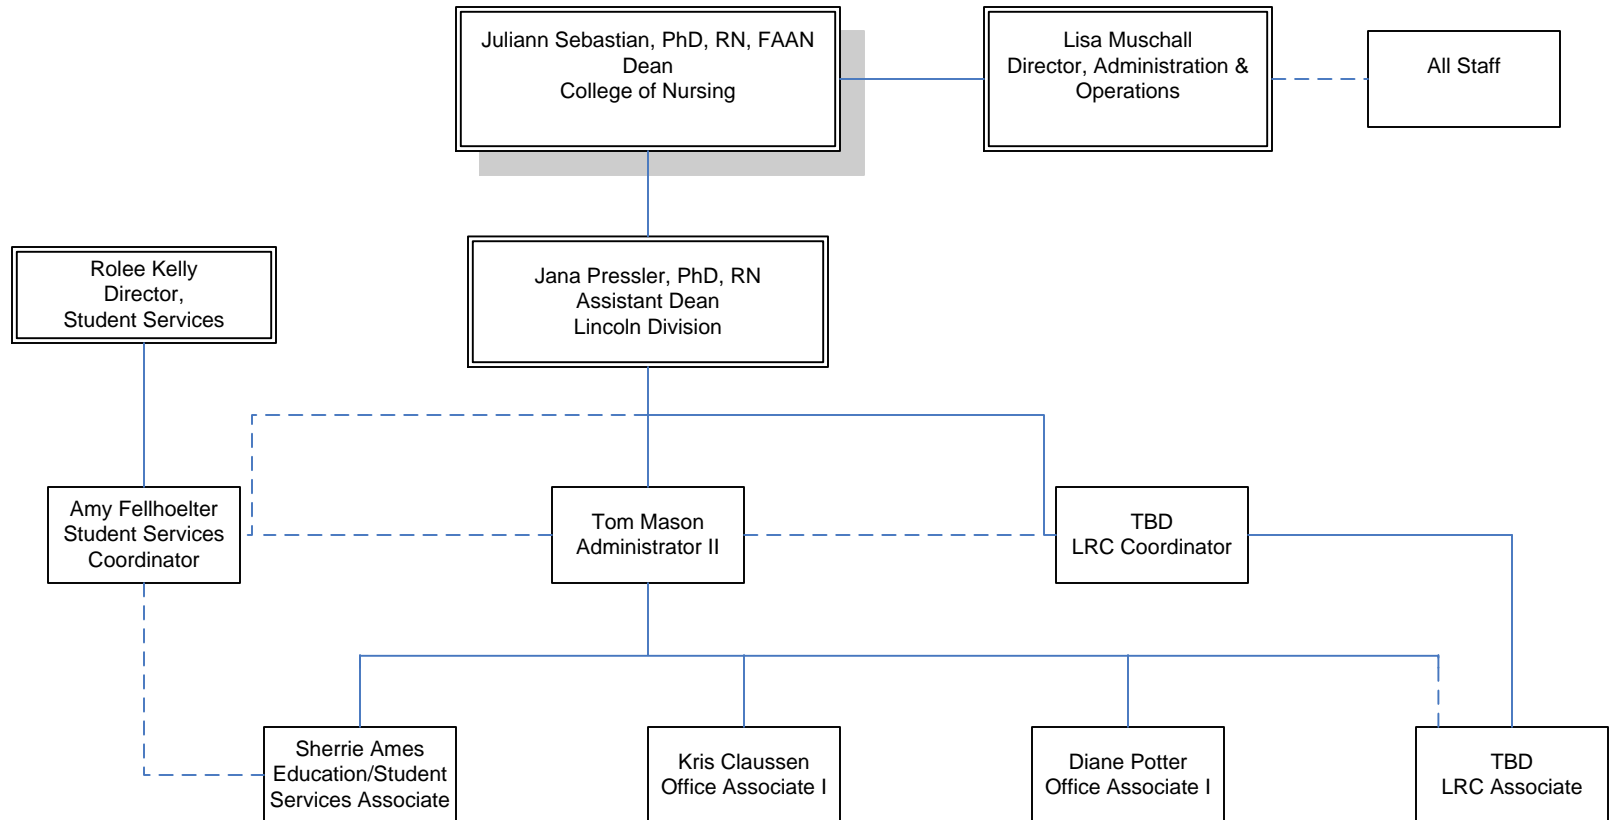 Juliann Sebastian, PhD, RN, FAAN
Dean
College of Nursing
Lisa Muschall
Director, Administration &
Operations
All Staff
Rolee Kelly
Director,
Student Services
Jana Pressler, PhD, RN
Assistant Dean
Lincoln Division
Amy Fellhoelter
Student Services
Coordinator
Tom Mason
Administrator II
TBD
LRC Coordinator
Sherrie Ames
Education/Student
Services Associate
Kris Claussen
Office Associate I
Diane Potter
Office Associate I
TBD
LRC Associate